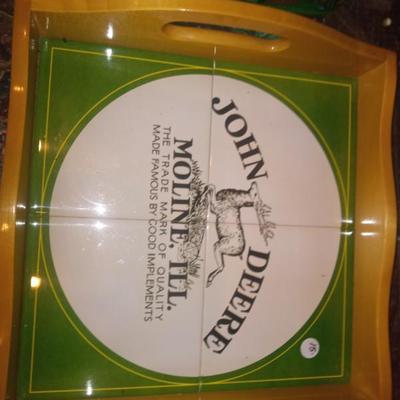 JOHN DEERE
MOLINE, ILL.
THE TRADE MARK OF QUALITY
MADE FAMOUS BY GOOD IMPLEMENTS